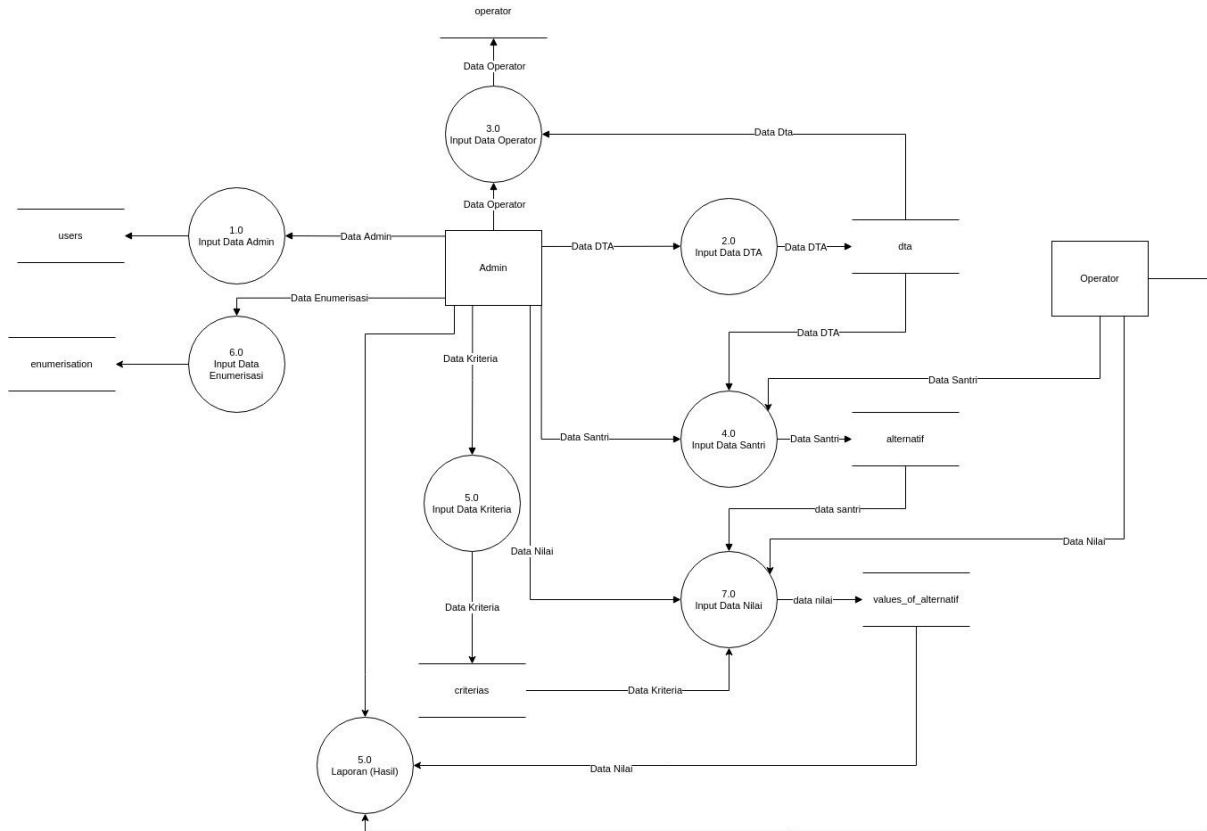 operator
Data Operator
3.0
Input Data Operator
Data Dta
Data Operator
1.0
Input Data Admin
users
Data Admin
Admin
Data DTA
2.0
Input Data DTA
Data DTA
dta
Operator
Data Enumerisasi
6.0
Input Data
Enumerisasi
enumerisation
Data Kriteria
Data DTA
Data Santri
Data Santri
4.0
Input Data Santri
Data Santri
alternatif
5.0
Input Data Kriteria
data santri
Data Nilai
Data Nilai
7.0
Input Data Nilai
data nilai
values_of_alternatif
Data Kriteria
criterias
Data Kriteria
5.0
Laporan (Hasil)
Data Nilai